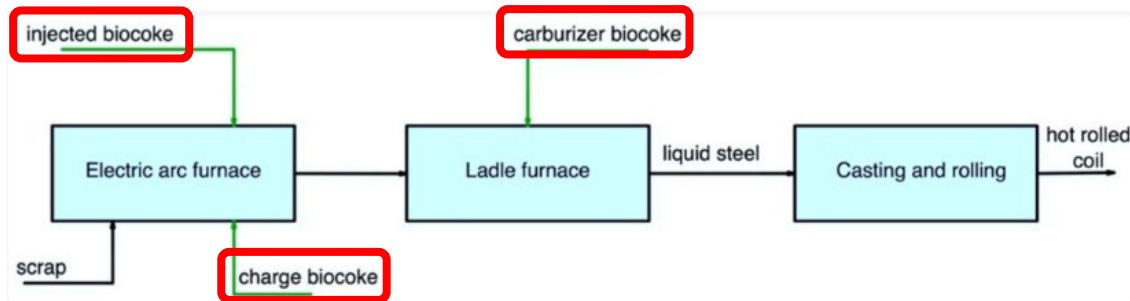 injected biocoke
carburizer biocoke
Electric arc furnace
Ladle furnace
liquid steel
Casting and rolling
hot rolled
coil
scrap
charge biocoke